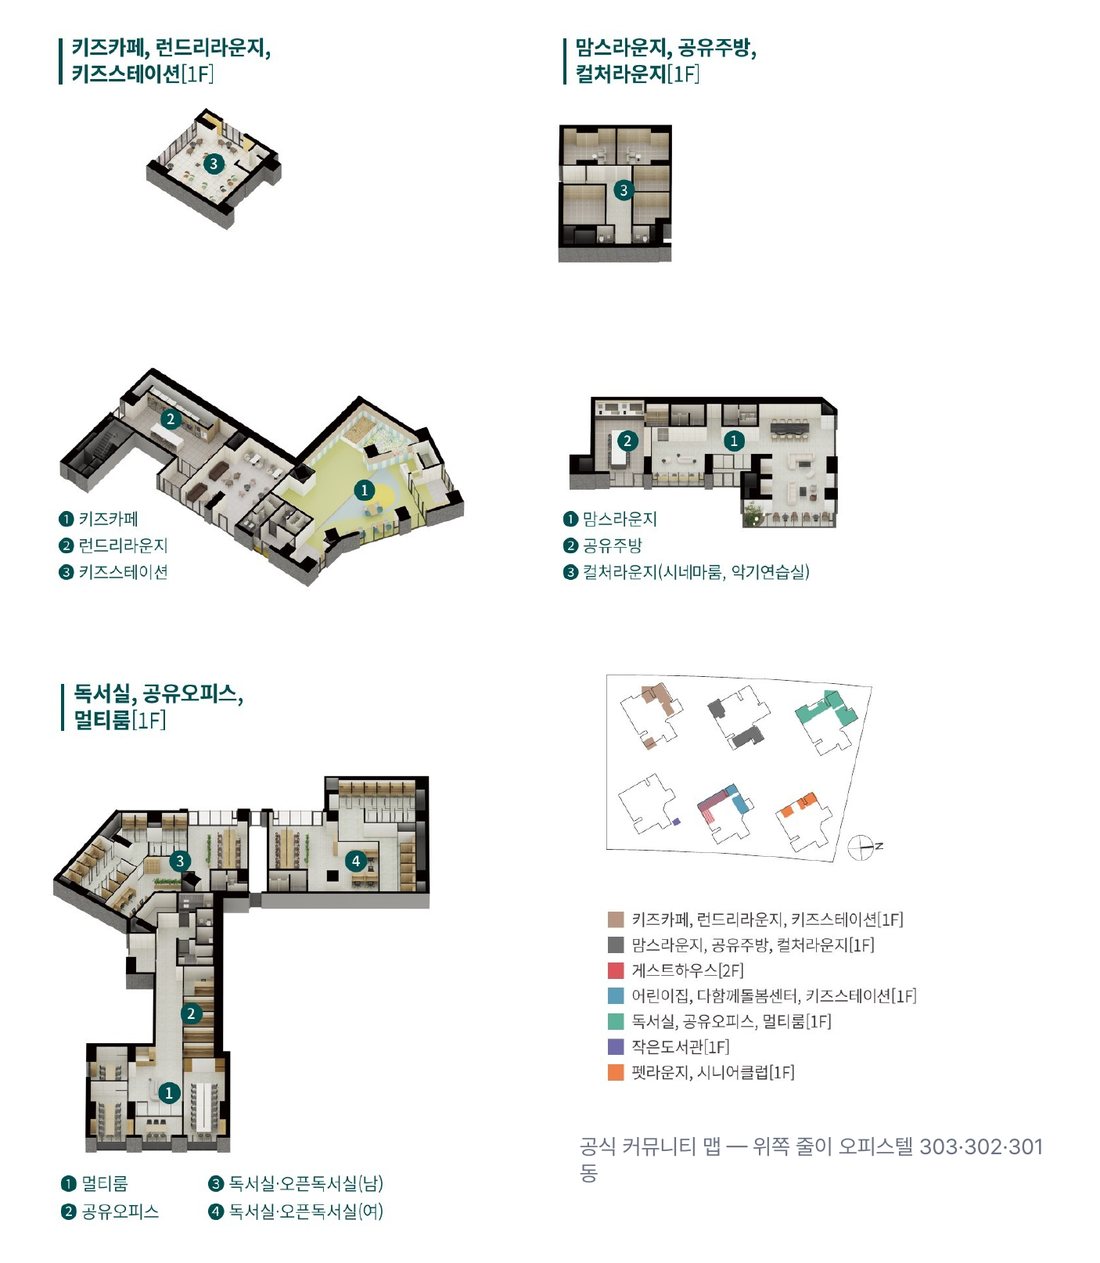 키즈카페, 런드리라운지,
키즈스테이션[1F]
3
2
1
1 키즈카페
2 런드리라운지
3 키즈스테이션
맘스라운지, 공유주방,
컬처라운지[1F]
3
2
1
1 맘스라운지
2 공유주방
3 컬처라운지(시네마룸, 악기연습실)
독서실, 공유오피스,
멀티룸[1F]
3
4
2
1
1 멀티룸
3 독서실·오픈독서실(남)
2 공유오피스
4 독서실·오픈독서실(여)
N
키즈카페, 런드리라운지, 키즈스테이션[1F]
맘스라운지, 공유주방, 컬처라운지[1F]
게스트하우스[2F]
어린이집, 다함께돌봄센터, 키즈스테이션[1F]
독서실, 공유오피스, 멀티룸[1F]
작은도서관[1F]
펫라운지, 시니어클럽[1F]
공식 커뮤니티 맵 — 위쪽 줄이 오피스텔 303·302·301
동